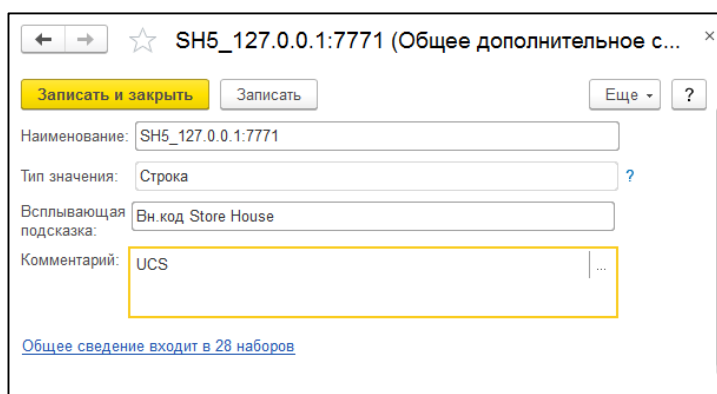 SH5_127.0.0.1:7771 (Общее дополнительное с...
Записать и закрыть Записать Еще ?
Наименование: SH5_127.0.0.1:7771
Тип значения: Строка ?
Всплывающая подсказка: Вн.код Store House
Комментарий: UCS ...
Общее сведение входит в 28 наборов